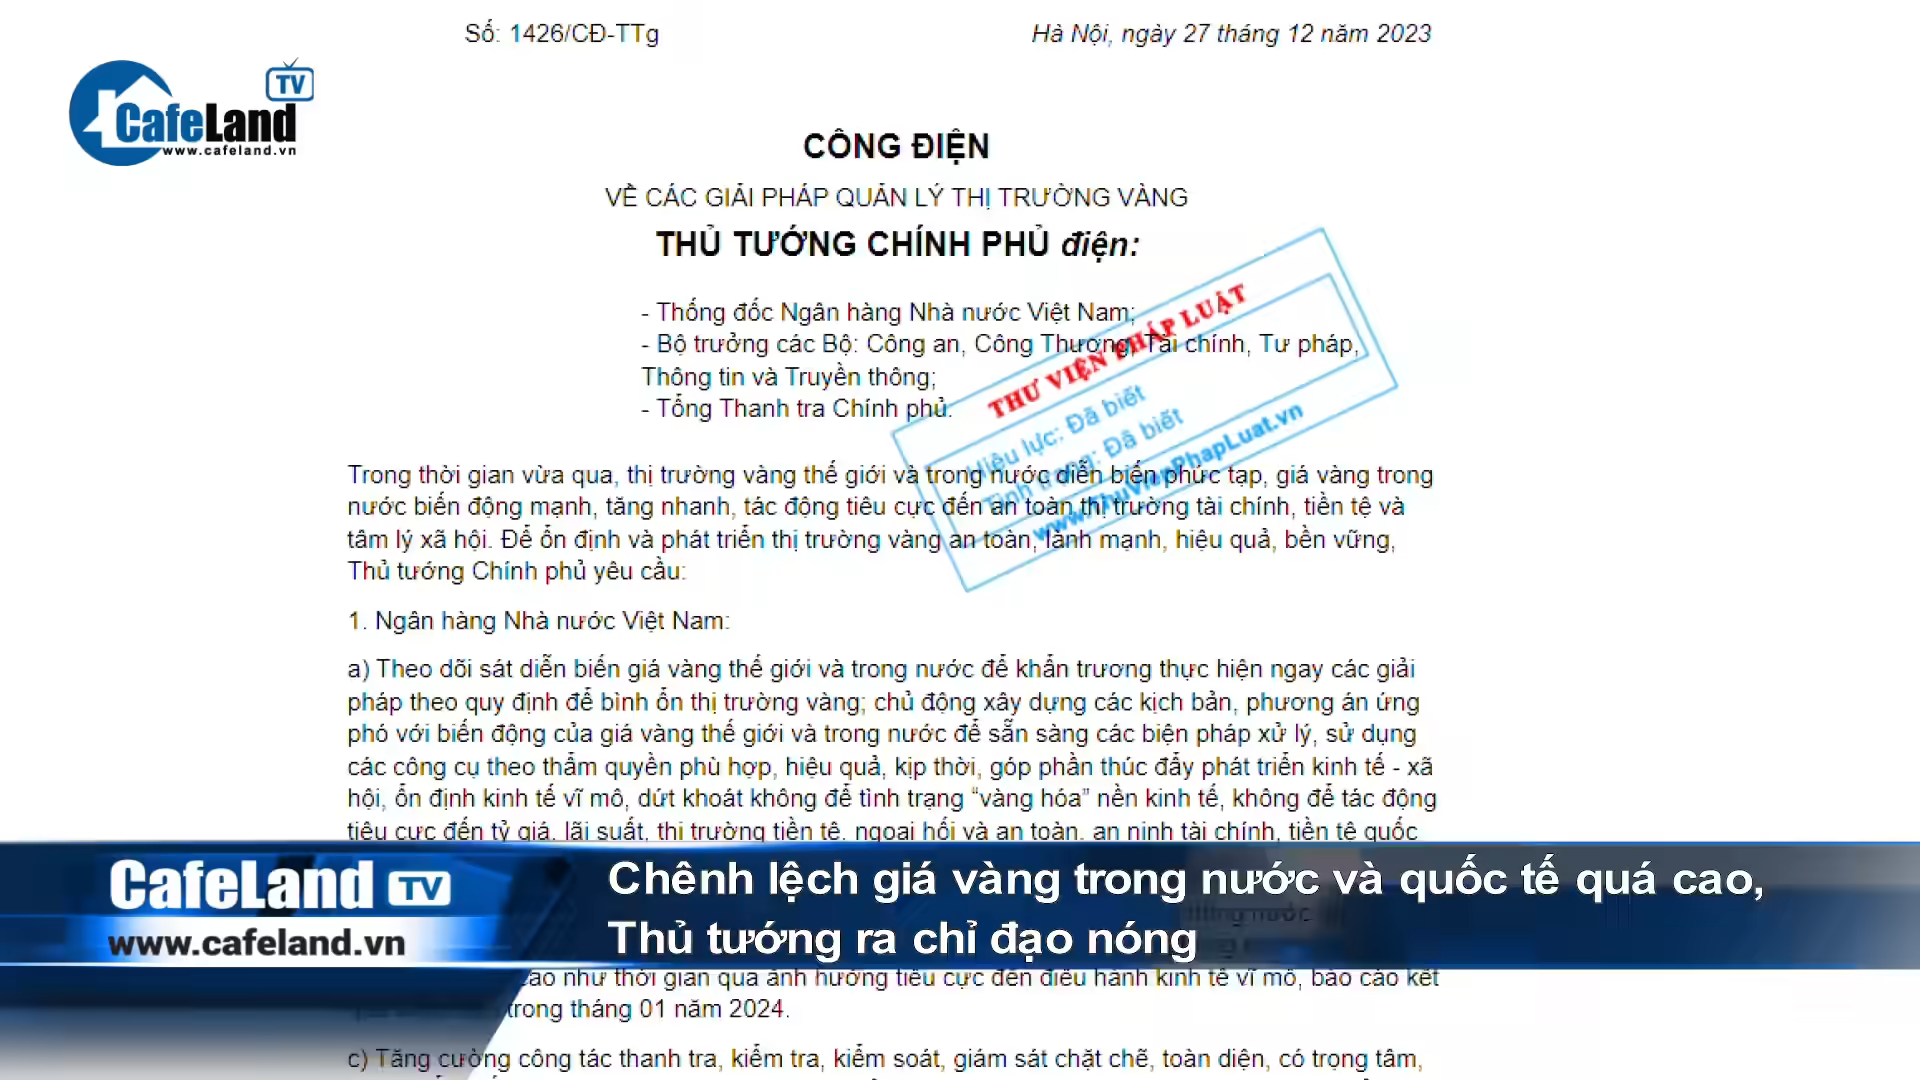 Số: 1426/CĐ-TTg
Hà Nội, ngày 27 tháng 12 năm 2023
TV
CafeLand
www.cafeland.vn
CÔNG ĐIỆN
VỀ CÁC GIẢI PHÁP QUẢN LÝ THỊ TRƯỜNG VÀNG
THỦ TƯỚNG CHÍNH PHỦ điện:
- Thống đốc Ngân hàng Nhà nước Việt Nam;
- Bộ trưởng các Bộ: Công an, Công Thương, Tài chính, Tư pháp,
Thông tin và Truyền thông;
- Tổng Thanh tra Chính phủ.
THƯ VIỆN PHÁP LUẬT
Hiệu lực: Đã biết
Tình trạng: Đã biết
www.ThuVienPhapLuat.vn
Trong thời gian vừa qua, thị trường vàng thế giới và trong nước diễn biến phức tạp, giá vàng trong
nước biến động mạnh, tăng nhanh, tác động tiêu cực đến an toàn thị trường tài chính, tiền tệ và
tâm lý xã hội. Để ổn định và phát triển thị trường vàng an toàn, lành mạnh, hiệu quả, bền vững,
Thủ tướng Chính phủ yêu cầu:
1. Ngân hàng Nhà nước Việt Nam:
a) Theo dõi sát diễn biến giá vàng thế giới và trong nước để khẩn trương thực hiện ngay các giải
pháp theo quy định để bình ổn thị trường vàng; chủ động xây dựng các kịch bản, phương án ứng
phó với biến động của giá vàng thế giới và trong nước để sẵn sàng các biện pháp xử lý, sử dụng
các công cụ theo thẩm quyền phù hợp, hiệu quả, kịp thời, góp phần thúc đẩy phát triển kinh tế - xã
hội, ổn định kinh tế vĩ mô, dứt khoát không để tình trạng “vàng hóa” nền kinh tế, không để tác động
tiêu cực đến tỷ giá, lãi suất, thị trường tiền tệ, ngoại hối và an toàn, an ninh tài chính, tiền tệ quốc
CafeLand TV
www.cafeland.vn
Chênh lệch giá vàng trong nước và quốc tế quá cao,
Thủ tướng ra chỉ đạo nóng
cao như thời gian qua ảnh hưởng tiêu cực đến điều hành kinh tế vĩ mô, báo cáo kết
trong tháng 01 năm 2024.
c) Tăng cường công tác thanh tra, kiểm tra, kiểm soát, giám sát chặt chẽ, toàn diện, có trọng tâm,